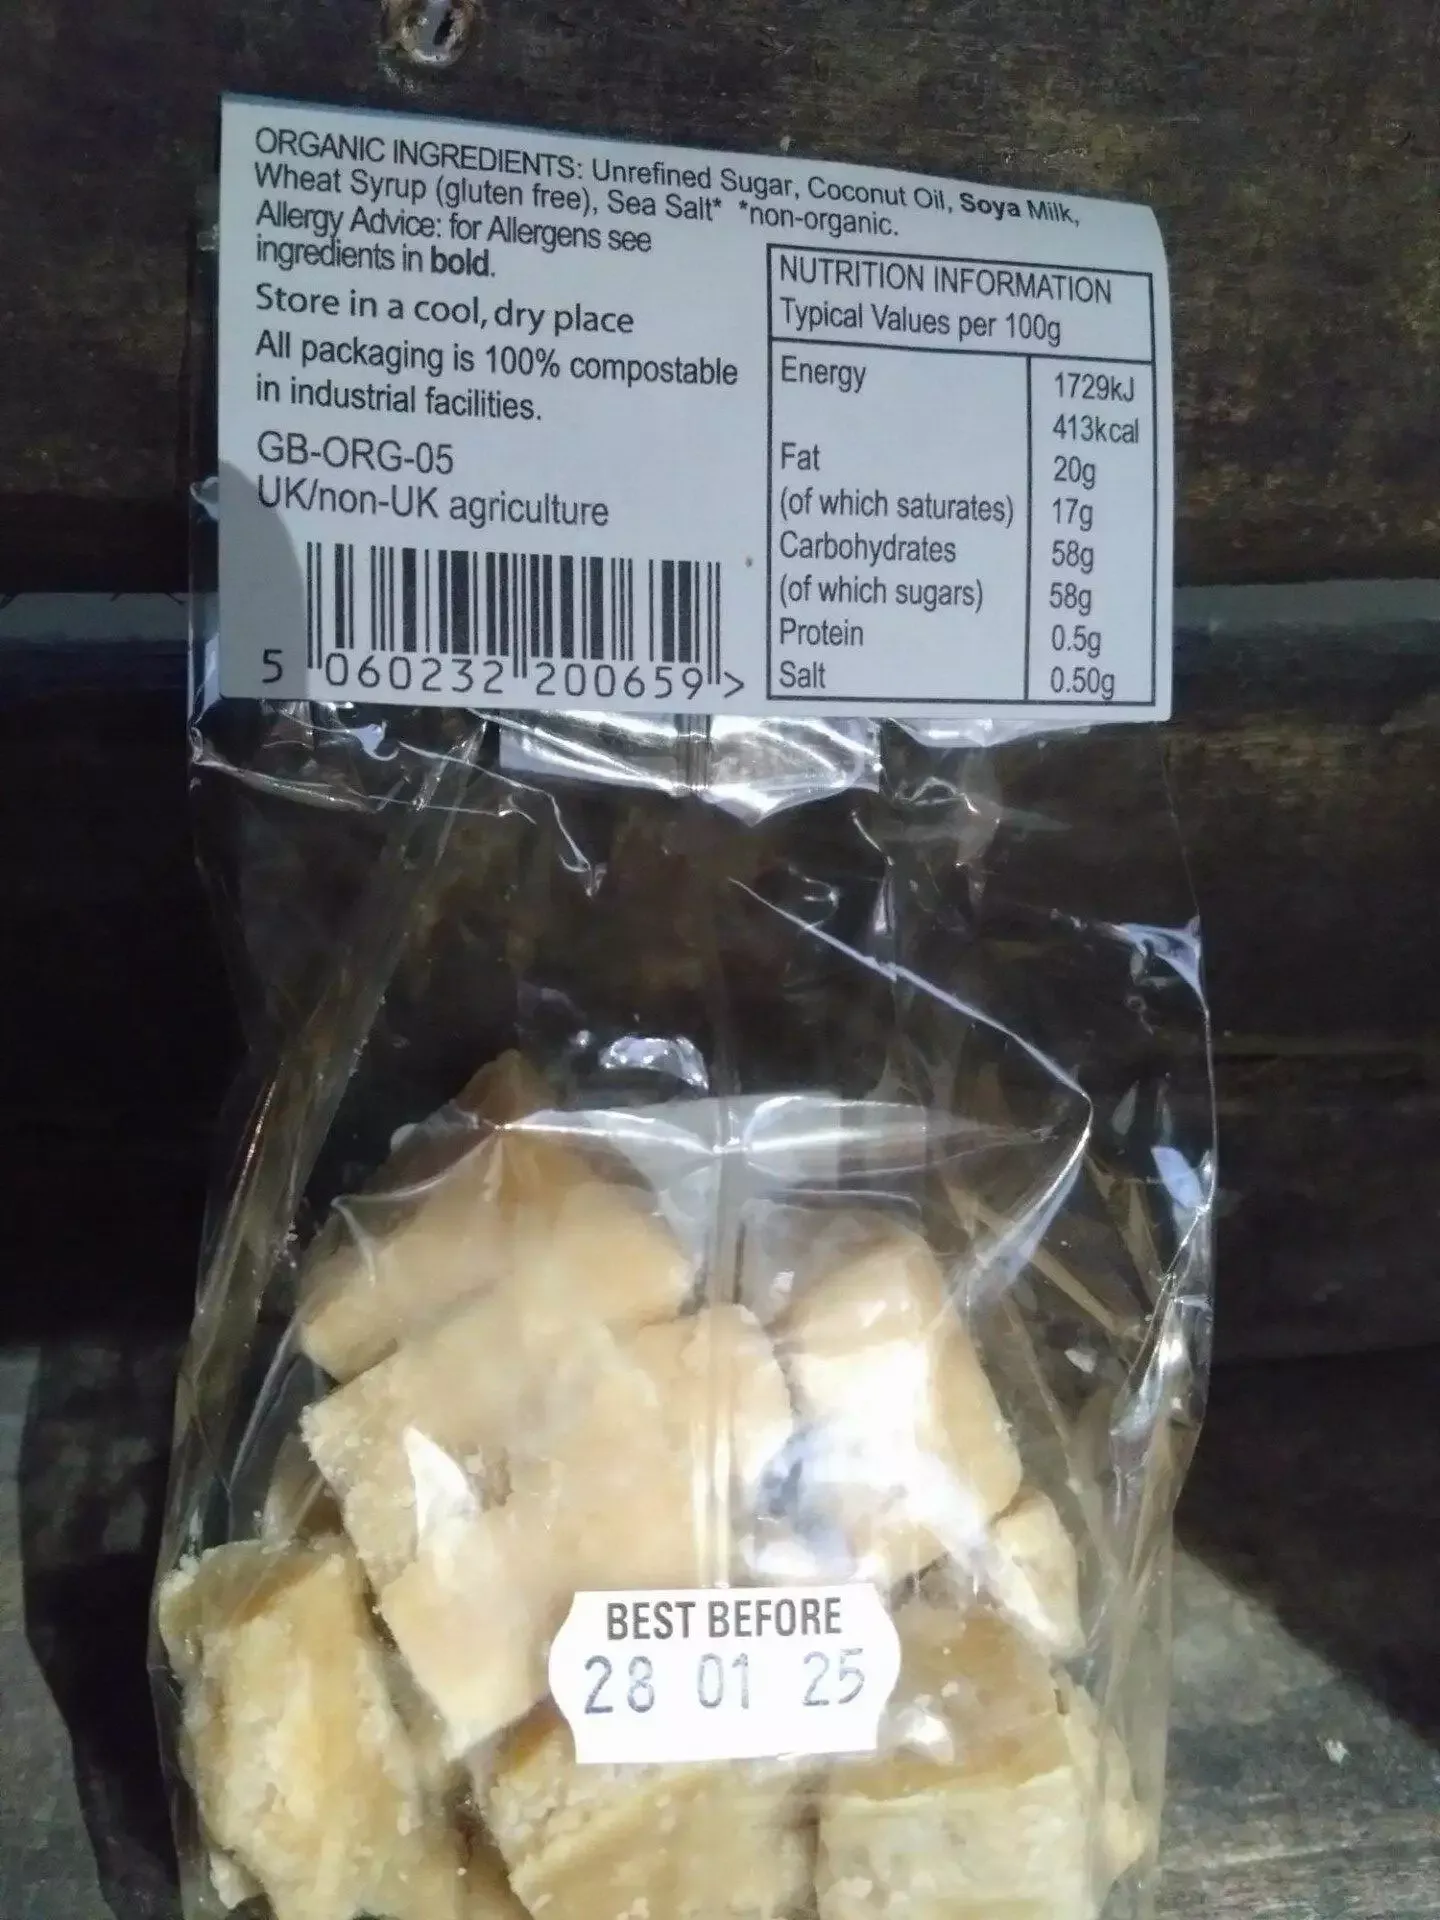 ORGANIC INGREDIENTS: Unrefined Sugar, Coconut Oil, Soya Milk,
Wheat Syrup (gluten free), Sea Salt* *non-organic.
Allergy Advice: for Allergens see
ingredients in bold.
Store in a cool, dry place
All packaging is 100% compostable
in industrial facilities.
GB-ORG-05
UK/non-UK agriculture
5 060232 200659 >
NUTRITION INFORMATION
Typical Values per 100g
Energy 1729kJ
413kcal
Fat 20g
(of which saturates) 17g
Carbohydrates 58g
(of which sugars) 58g
Protein 0.5g
Salt 0.50g
BEST BEFORE
28 01 25